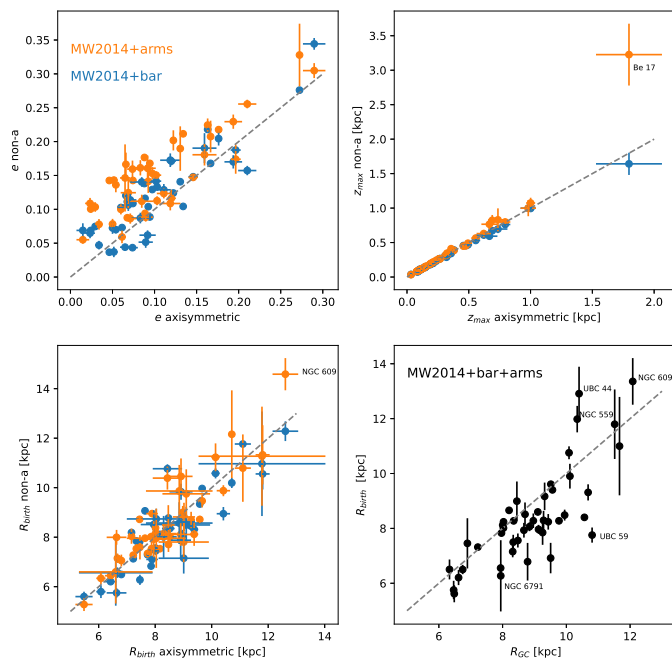 MW2014+arms
MW2014+bar
0.35
0.30
0.25
0.20
0.15
0.10
0.05
0.00
e non-a
0.00 0.05 0.10 0.15 0.20 0.25 0.30
e axisymmetric
Be 17
3.5
3.0
2.5
2.0
1.5
1.0
0.5
0.0
z_max non-a [kpc]
0.0 0.5 1.0 1.5 2.0
z_max axisymmetric [kpc]
NGC 609
14
12
10
8
6
R_birth non-a [kpc]
6 8 10 12 14
R_birth axisymmetric [kpc]
MW2014+bar+arms
NGC 609
UBC 44
NGC 559
UBC 59
NGC 6791
14
12
10
8
6
R_birth [kpc]
6 8 10 12
R_GC [kpc]